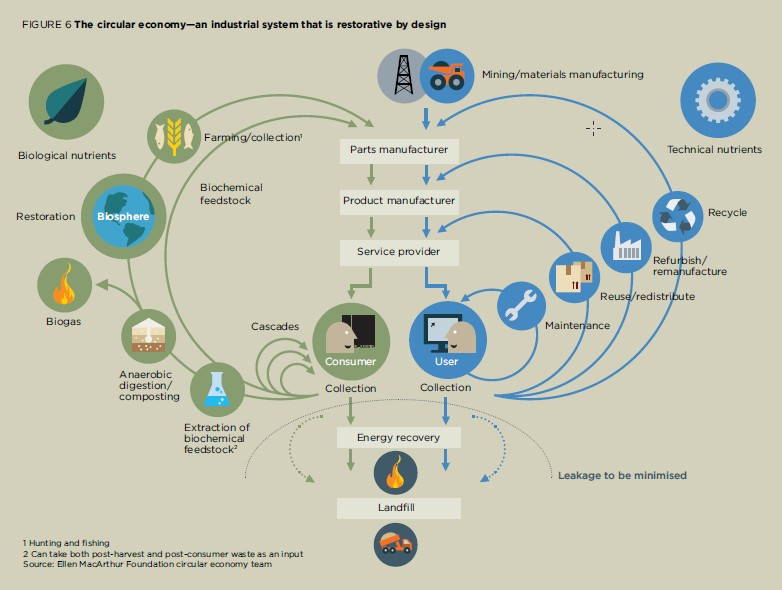 FIGURE 6 The circular economy—an industrial system that is restorative by design
Mining/materials manufacturing
Farming/collection¹
Biological nutrients
Technical nutrients
Parts manufacturer
Biochemical
feedstock
Product manufacturer
Restoration
Biosphere
Recycle
Service provider
Refurbish/
remanufacture
Reuse/redistribute
Biogas
Maintenance
Cascades
Consumer
User
Anaerobic
digestion/
composting
Collection
Collection
Extraction of
biochemical
feedstock²
Energy recovery
Leakage to be minimised
Landfill
1 Hunting and fishing
2 Can take both post-harvest and post-consumer waste as an input
Source: Ellen MacArthur Foundation circular economy team